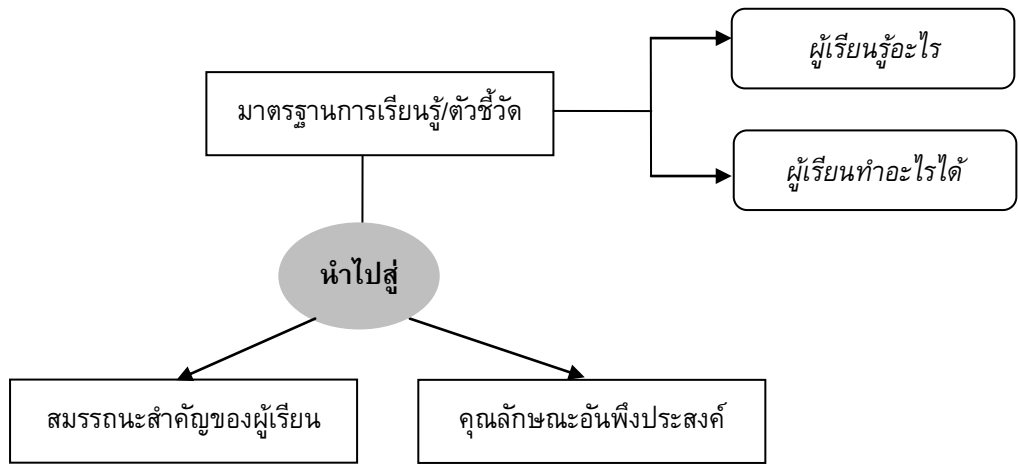 ผู้เรียนรู้อะไร
มาตรฐานการเรียนรู้/ตัวชี้วัด
ผู้เรียนทำอะไรได้
นำไปสู่
สมรรถนะสำคัญของผู้เรียน
คุณลักษณะอันพึงประสงค์